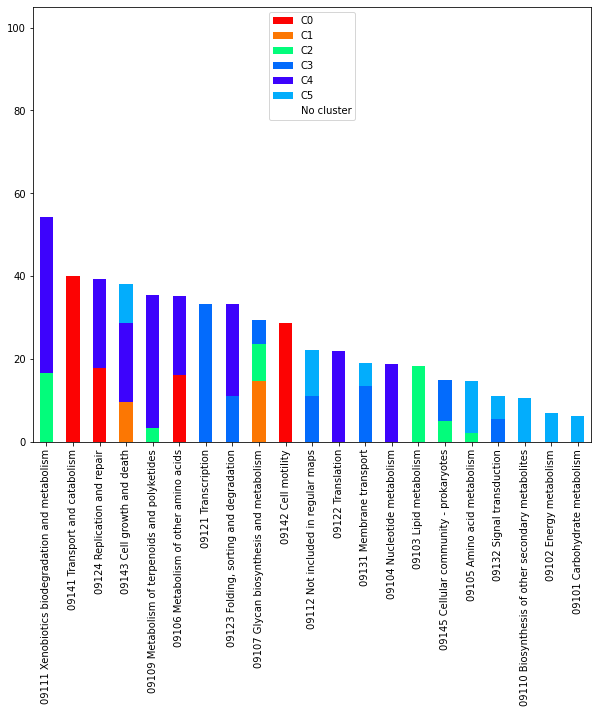 C0
C1
C2
C3
C4
C5
No cluster
100
80
60
40
20
0
09111 Xenobiotics biodegradation and metabolism
09141 Transport and catabolism
09124 Replication and repair
09143 Cell growth and death
09109 Metabolism of terpenoids and polyketides
09106 Metabolism of other amino acids
09121 Transcription
09123 Folding, sorting and degradation
09107 Glycan biosynthesis and metabolism
09142 Cell motility
09112 Not included in regular maps
09122 Translation
09131 Membrane transport
09104 Nucleotide metabolism
09103 Lipid metabolism
09145 Cellular community - prokaryotes
09105 Amino acid metabolism
09132 Signal transduction
09110 Biosynthesis of other secondary metabolites
09102 Energy metabolism
09101 Carbohydrate metabolism